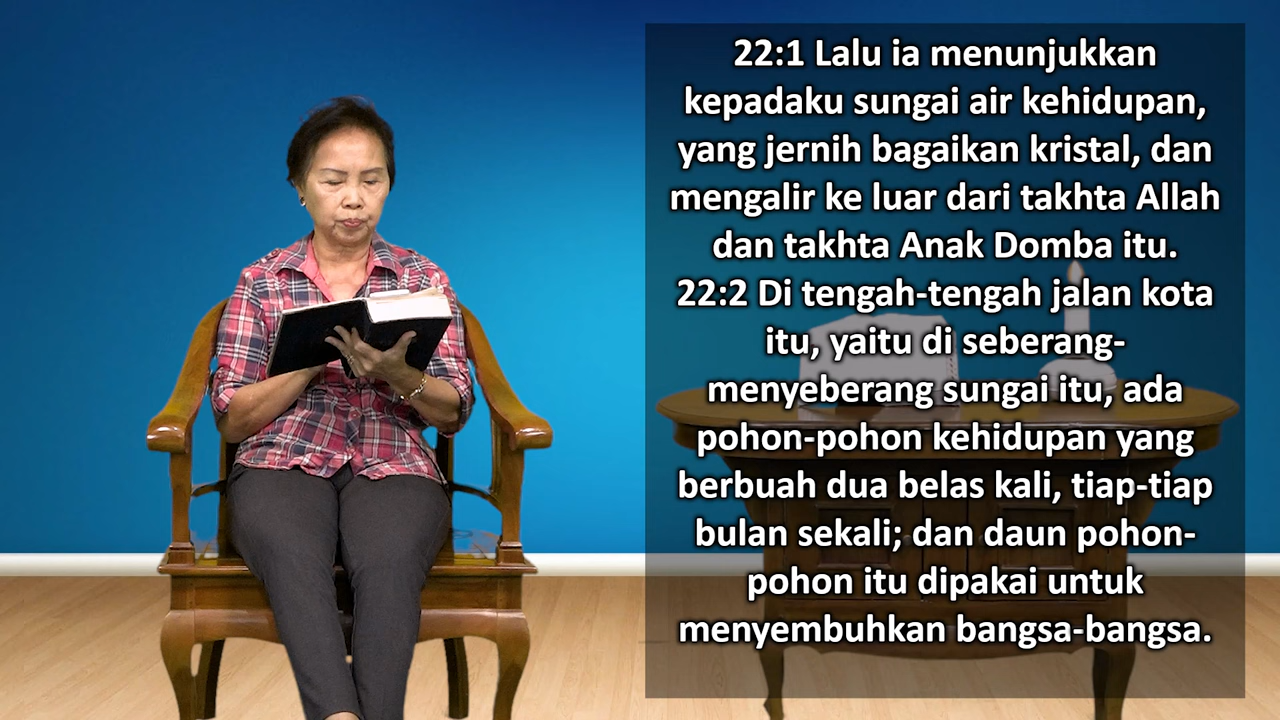 22:1 Lalu ia menunjukkan
kepadaku sungai air kehidupan,
yang jernih bagaikan kristal, dan
mengalir ke luar dari takhta Allah
dan takhta Anak Domba itu.
22:2 Di tengah-tengah jalan kota
itu, yaitu di seberang-
menyeberang sungai itu, ada
pohon-pohon kehidupan yang
berbuah dua belas kali, tiap-tiap
bulan sekali; dan daun pohon-
pohon itu dipakai untuk
menyembuhkan bangsa-bangsa.